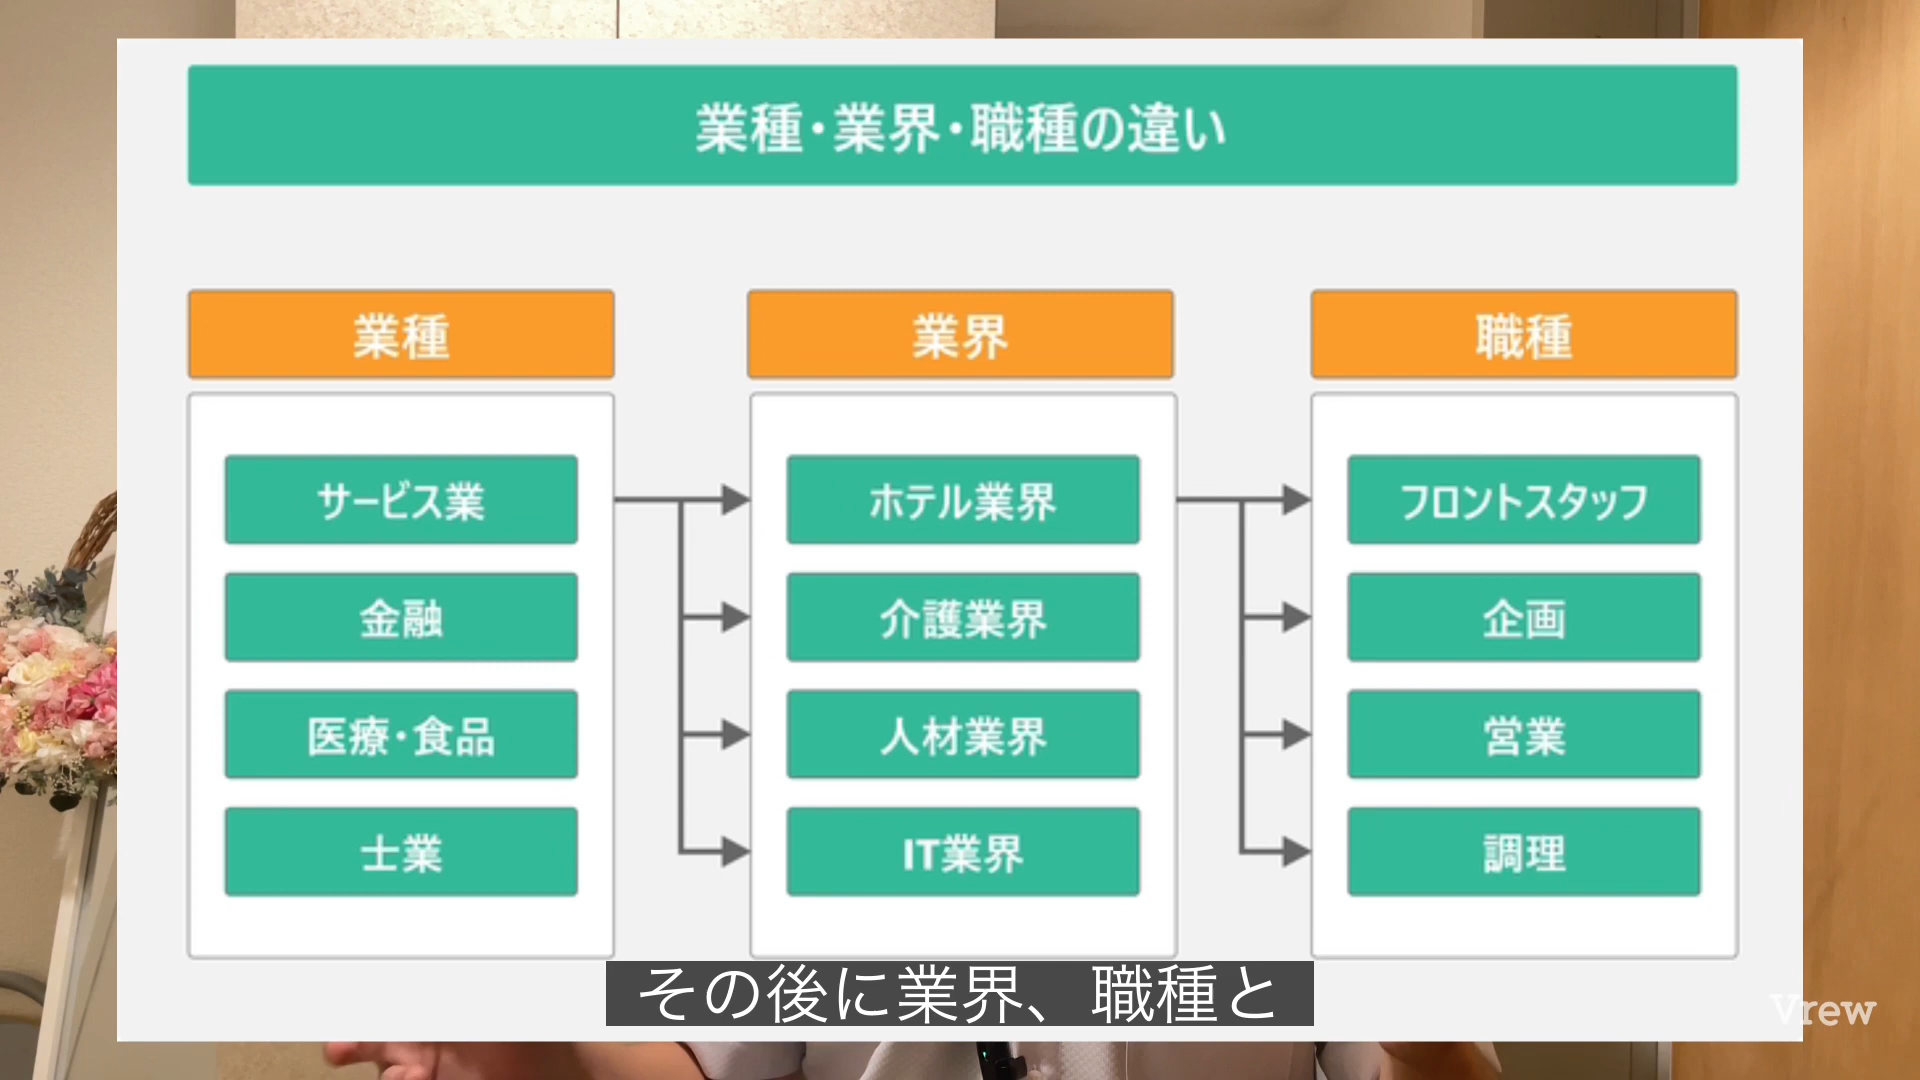 業種・業界・職種の違い
業種
業界
職種
サービス業
金融
医療・食品
士業
ホテル業界
介護業界
人材業界
IT業界
フロントスタッフ
企画
営業
調理
その後に業界、職種と
Vrew